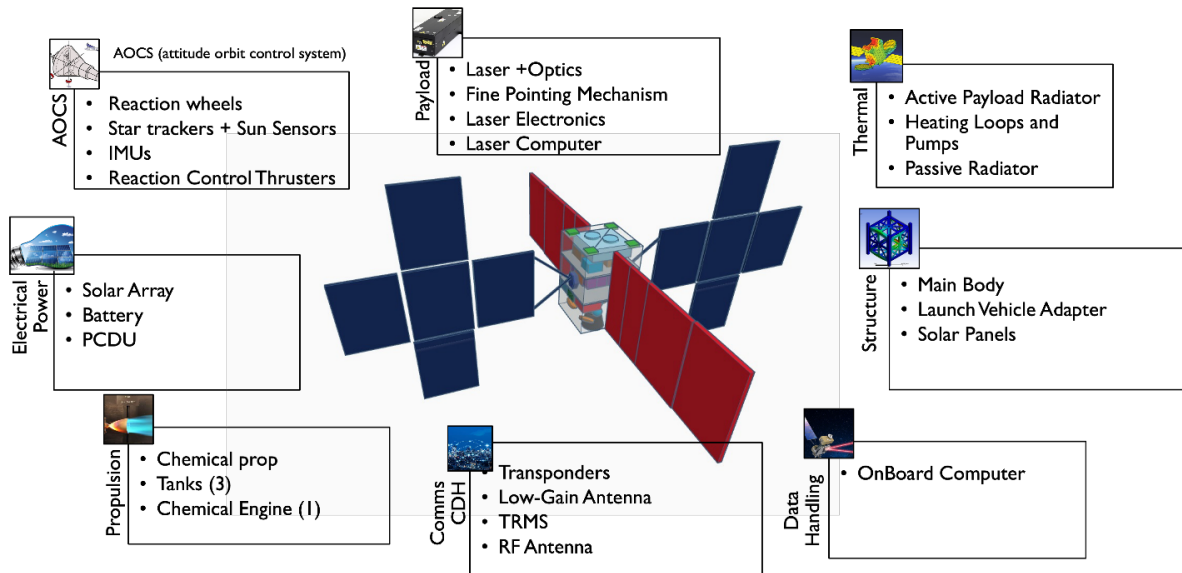 AOCS (attitude orbit control system)
AOCS
• Reaction wheels
• Star trackers + Sun Sensors
• IMUs
• Reaction Control Thrusters
Payload
• Laser +Optics
• Fine Pointing Mechanism
• Laser Electronics
• Laser Computer
Thermal
• Active Payload Radiator
• Heating Loops and
Pumps
• Passive Radiator
Electrical
Power
• Solar Array
• Battery
• PCDU
Structure
• Main Body
• Launch Vehicle Adapter
• Solar Panels
Propulsion
• Chemical prop
• Tanks (3)
• Chemical Engine (1)
Comms
CDH
• Transponders
• Low-Gain Antenna
• TRMS
• RF Antenna
Data
Handling
• OnBoard Computer